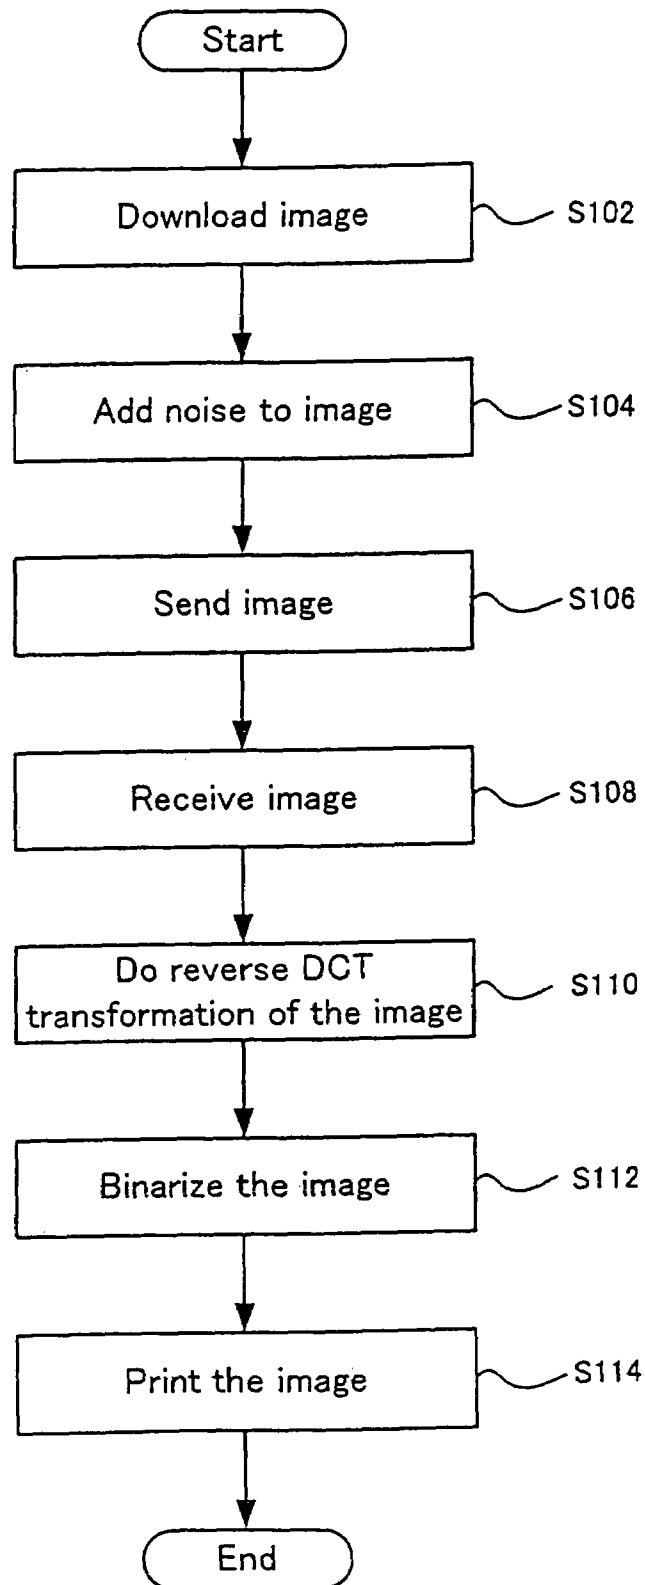 Start
Download image
S102
Add noise to image
S104
Send image
S106
Receive image
S108
Do reverse DCT
transformation of the image
S110
Binarize the image
S112
Print the image
S114
End